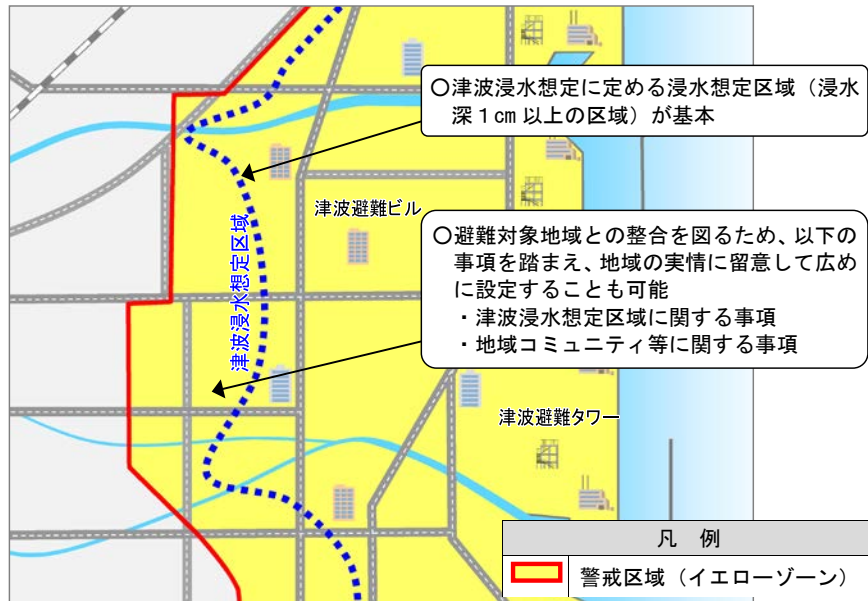 ○津波浸水想定に定める浸水想定区域（浸水
深１cm 以上の区域）が基本
津波避難ビル
津波浸水想定区域
○避難対象地域との整合を図るため、以下の
事項を踏まえ、地域の実情に留意して広め
に設定することも可能
・津波浸水想定区域に関する事項
・地域コミュニティ等に関する事項
津波避難タワー
凡 例
警戒区域（イエローゾーン）